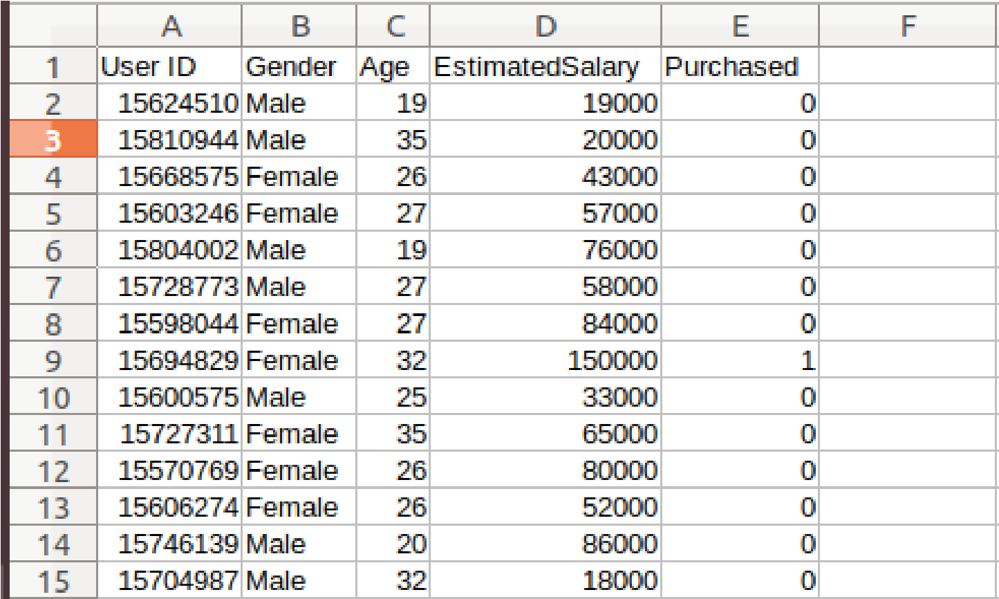 A B C D E F
1 User ID Gender Age EstimatedSalary Purchased
2 15624510 Male 19 19000 0
3 15810944 Male 35 20000 0
4 15668575 Female 26 43000 0
5 15603246 Female 27 57000 0
6 15804002 Male 19 76000 0
7 15728773 Male 27 58000 0
8 15598044 Female 27 84000 0
9 15694829 Female 32 150000 1
10 15600575 Male 25 33000 0
11 15727311 Female 35 65000 0
12 15570769 Female 26 80000 0
13 15606274 Female 26 52000 0
14 15746139 Male 20 86000 0
15 15704987 Male 32 18000 0